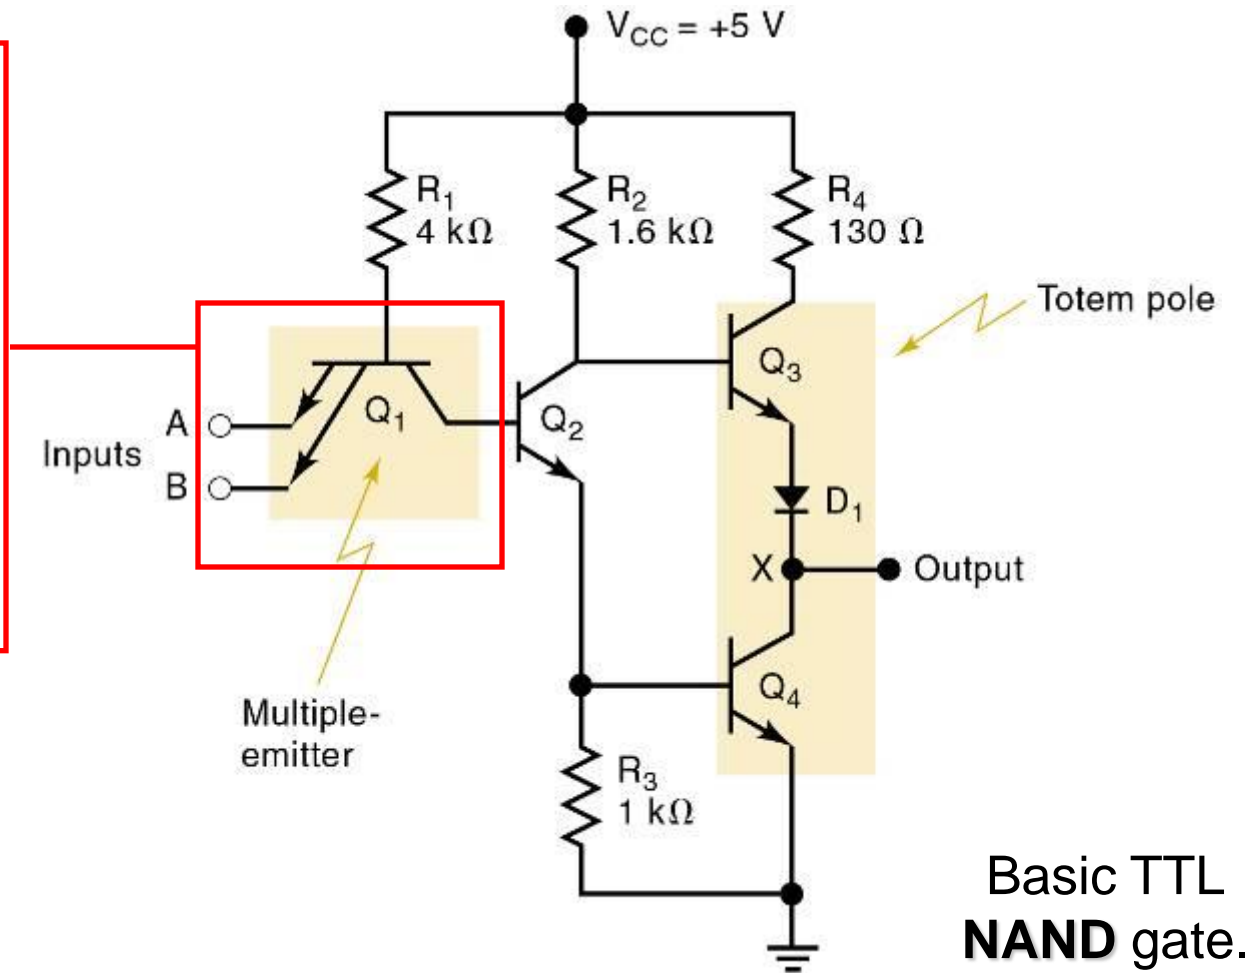 V_CC = +5 V
R_1
4 kΩ
R_2
1.6 kΩ
R_4
130 Ω
Totem pole
Q_3
Q_1
Q_2
A
Inputs
B
D_1
X
Output
Q_4
Multiple-
emitter
R_3
1 kΩ
Basic TTL
NAND gate.